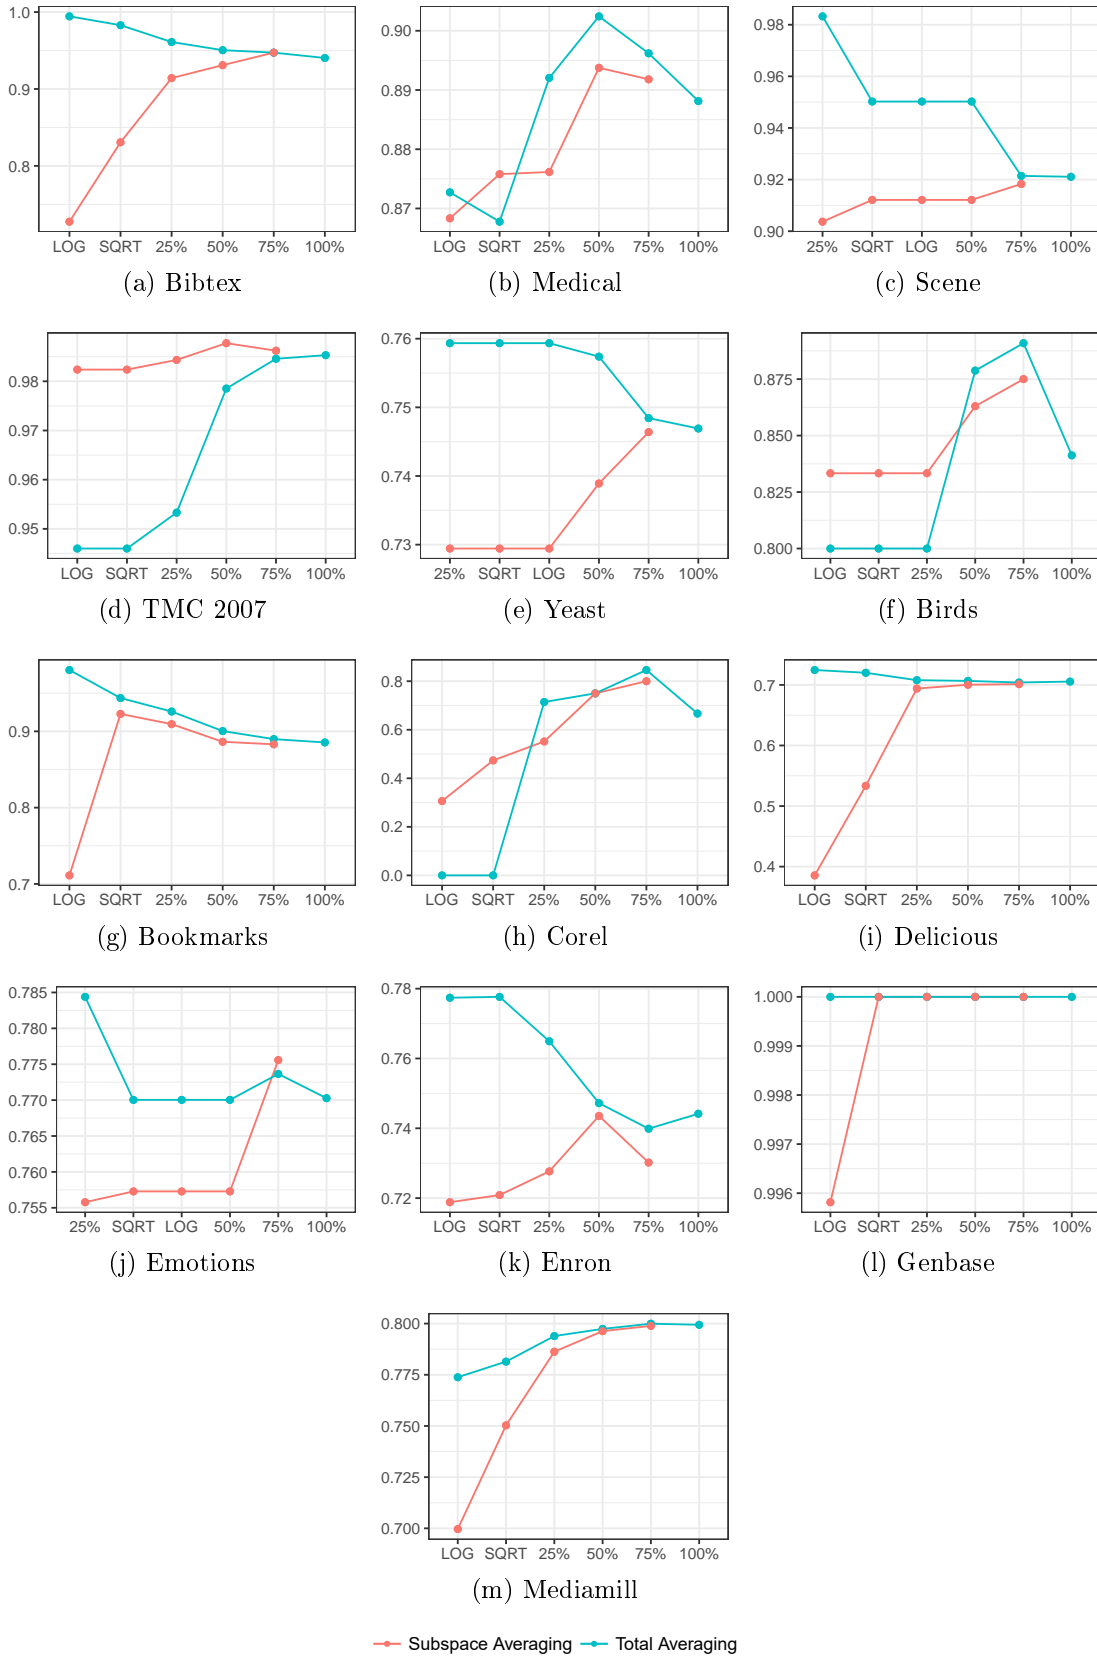 1.0
0.9
0.8
LOG SQRT 25% 50% 75% 100%
(a) Bibtex
0.90
0.89
0.88
0.87
LOG SQRT 25% 50% 75% 100%
(b) Medical
0.98
0.96
0.94
0.92
0.90
25% SQRT LOG 50% 75% 100%
(c) Scene
0.98
0.97
0.96
0.95
LOG SQRT 25% 50% 75% 100%
(d) TMC 2007
0.76
0.75
0.74
0.73
25% SQRT LOG 50% 75% 100%
(e) Yeast
0.875
0.850
0.825
0.800
LOG SQRT 25% 50% 75% 100%
(f) Birds
0.9
0.8
0.7
LOG SQRT 25% 50% 75% 100%
(g) Bookmarks
0.8
0.6
0.4
0.2
0.0
LOG SQRT 25% 50% 75% 100%
(h) Corel
0.7
0.6
0.5
0.4
LOG SQRT 25% 50% 75% 100%
(i) Delicious
0.785
0.780
0.775
0.770
0.765
0.760
0.755
25% SQRT LOG 50% 75% 100%
(j) Emotions
0.78
0.76
0.74
0.72
LOG SQRT 25% 50% 75% 100%
(k) Enron
1.000
0.999
0.998
0.997
0.996
LOG SQRT 25% 50% 75% 100%
(l) Genbase
0.800
0.775
0.750
0.725
0.700
LOG SQRT 25% 50% 75% 100%
(m) Mediamill
Subspace Averaging Total Averaging